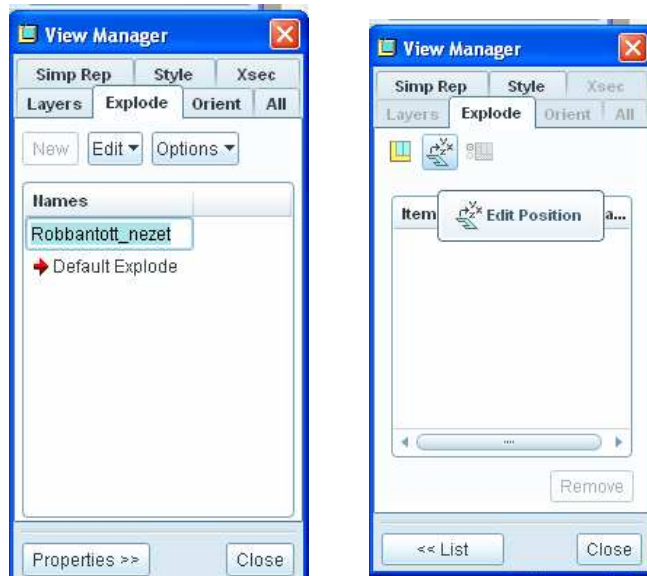 View Manager
Simp Rep Style Xsec
Layers Explode Orient All
New Edit Options
Names
Robbantott_nezet
Default Explode
Properties >> Close
View Manager
Simp Rep Style Xsec
Layers Explode Orient All
Item Edit Position a...
Remove
<< List Close